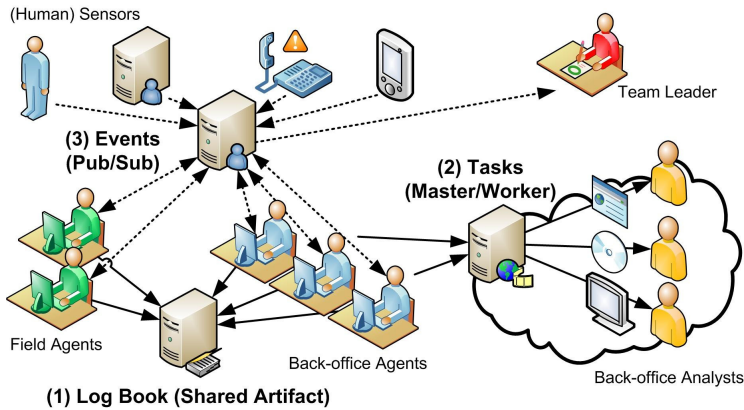 (Human) Sensors
Team Leader
(3) Events
(Pub/Sub)
(2) Tasks
(Master/Worker)
Field Agents
Back-office Agents
Back-office Analysts
(1) Log Book (Shared Artifact)